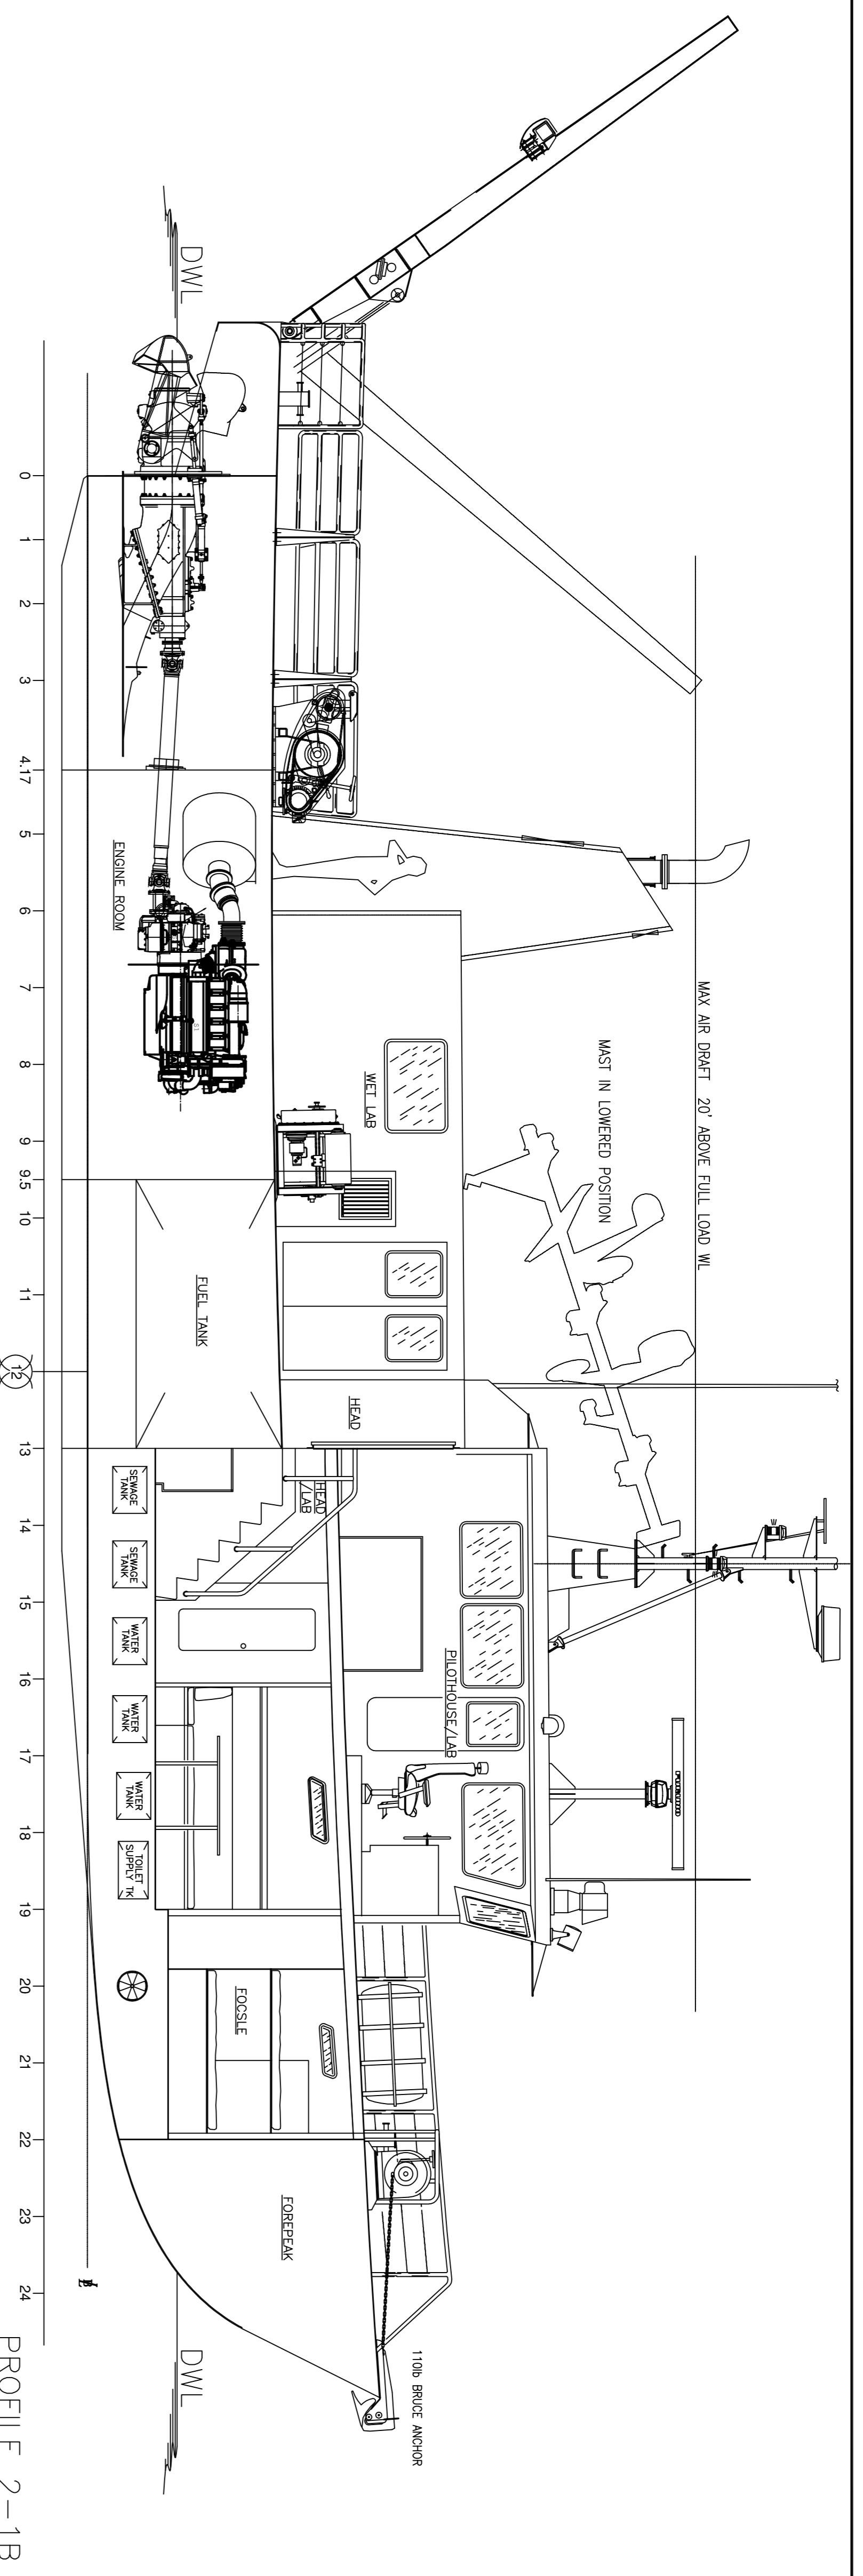 MAX AIR DRAFT 20' ABOVE FULL LOAD WL
MAST IN LOWERED POSITION
110lb BRUCE ANCHOR
PILOTHOUSE/LAB
WET LAB
HEAD
HEAD
/LAB
FOREPEAK
FOCSLE
FUEL TANK
DWL
DWL
ENGINE ROOM
SEWAGE
TANK
SEWAGE
TANK
WATER
TANK
WATER
TANK
WATER
TANK
TOILET
SUPPLY TK
0 1 2 3 4.17 5 6 7 8 9 9.5 10 11 12 13 14 15 16 17 18 19 20 21 22 23 24
PROFILE 2-1B